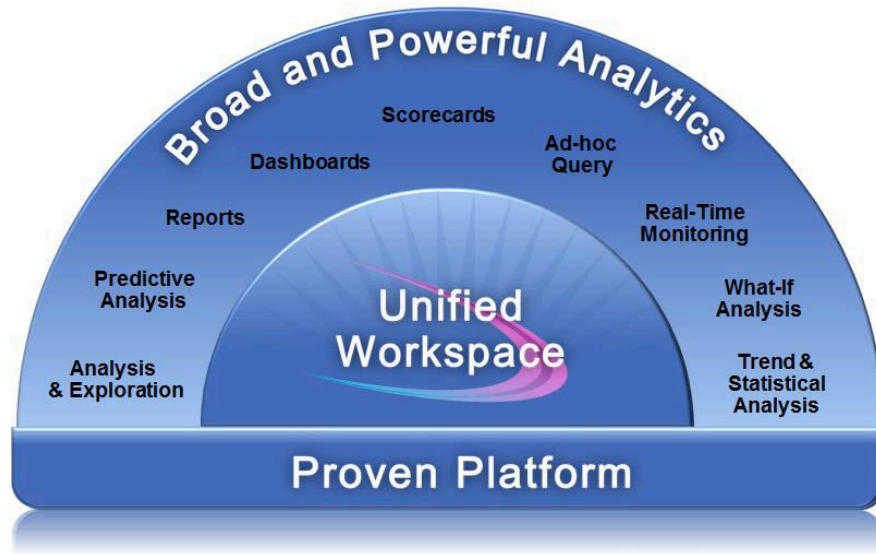 Broad and Powerful Analytics
Scorecards
Dashboards
Ad-hoc
Query
Reports
Real-Time
Monitoring
Predictive
Analysis
What-If
Analysis
Analysis
& Exploration
Trend &
Statistical
Analysis
Unified
Workspace
Proven Platform